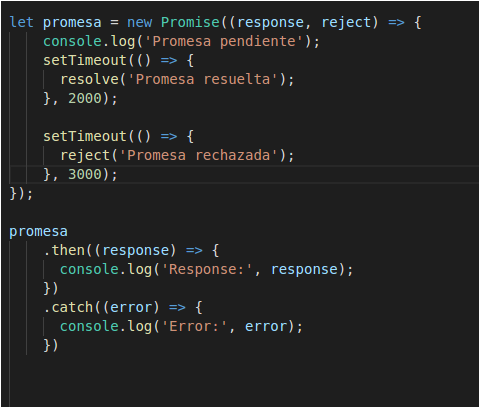 let promesa = new Promise((response, reject) => {
    console.log('Promesa pendiente');
    setTimeout(() => {
      resolve('Promesa resuelta');
    }, 2000);

    setTimeout(() => {
      reject('Promesa rechazada');
    }, 3000);
});

promesa
    .then((response) => {
      console.log('Response:', response);
    })
    .catch((error) => {
      console.log('Error:', error);
    })